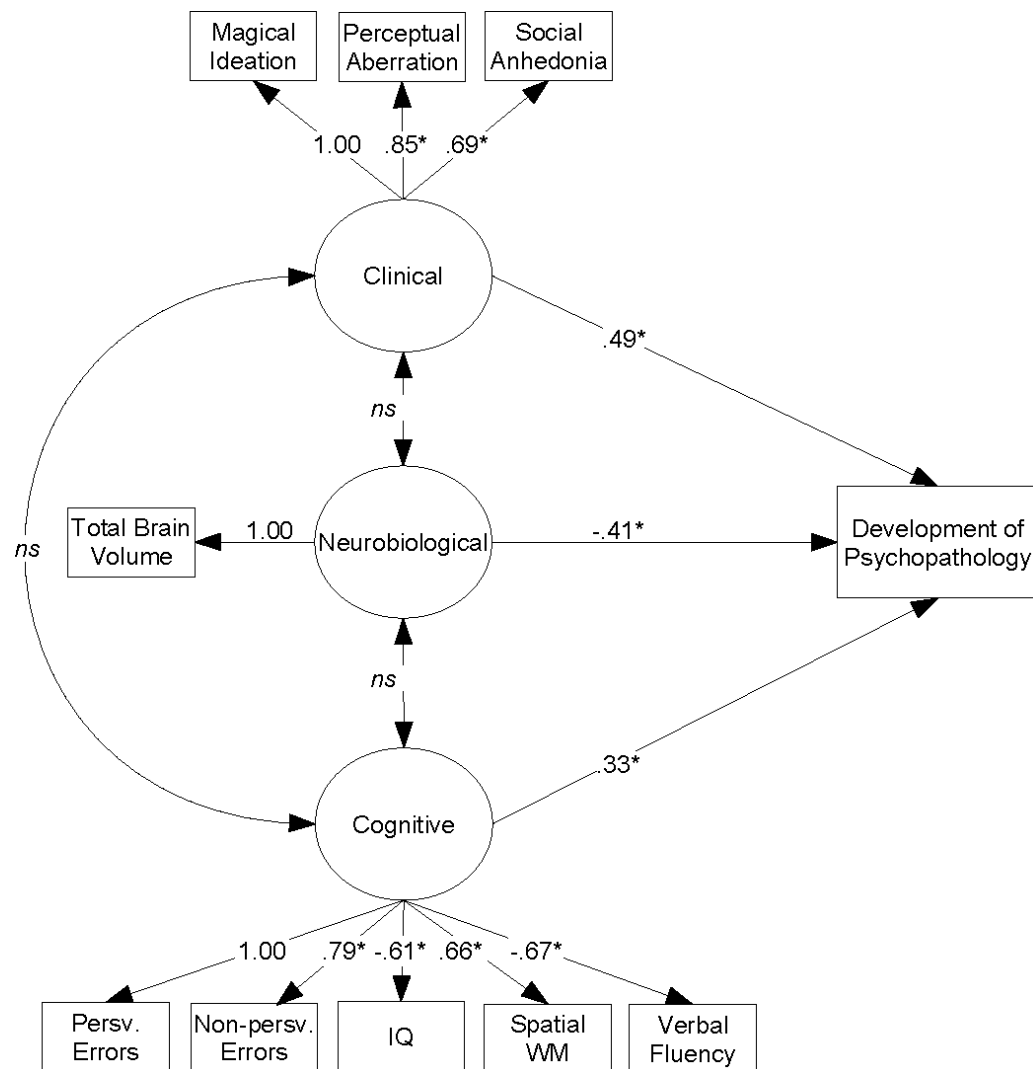 Magical
Ideation
Perceptual
Aberration
Social
Anhedonia
1.00
.85*
.69*
Clinical
.49*
ns
ns
Total Brain
Volume
1.00
Neurobiological
-.41*
Development of
Psychopathology
ns
.33*
Cognitive
1.00
.79*
-.61*
.66*
-.67*
Persv.
Errors
Non-persv.
Errors
IQ
Spatial
WM
Verbal
Fluency